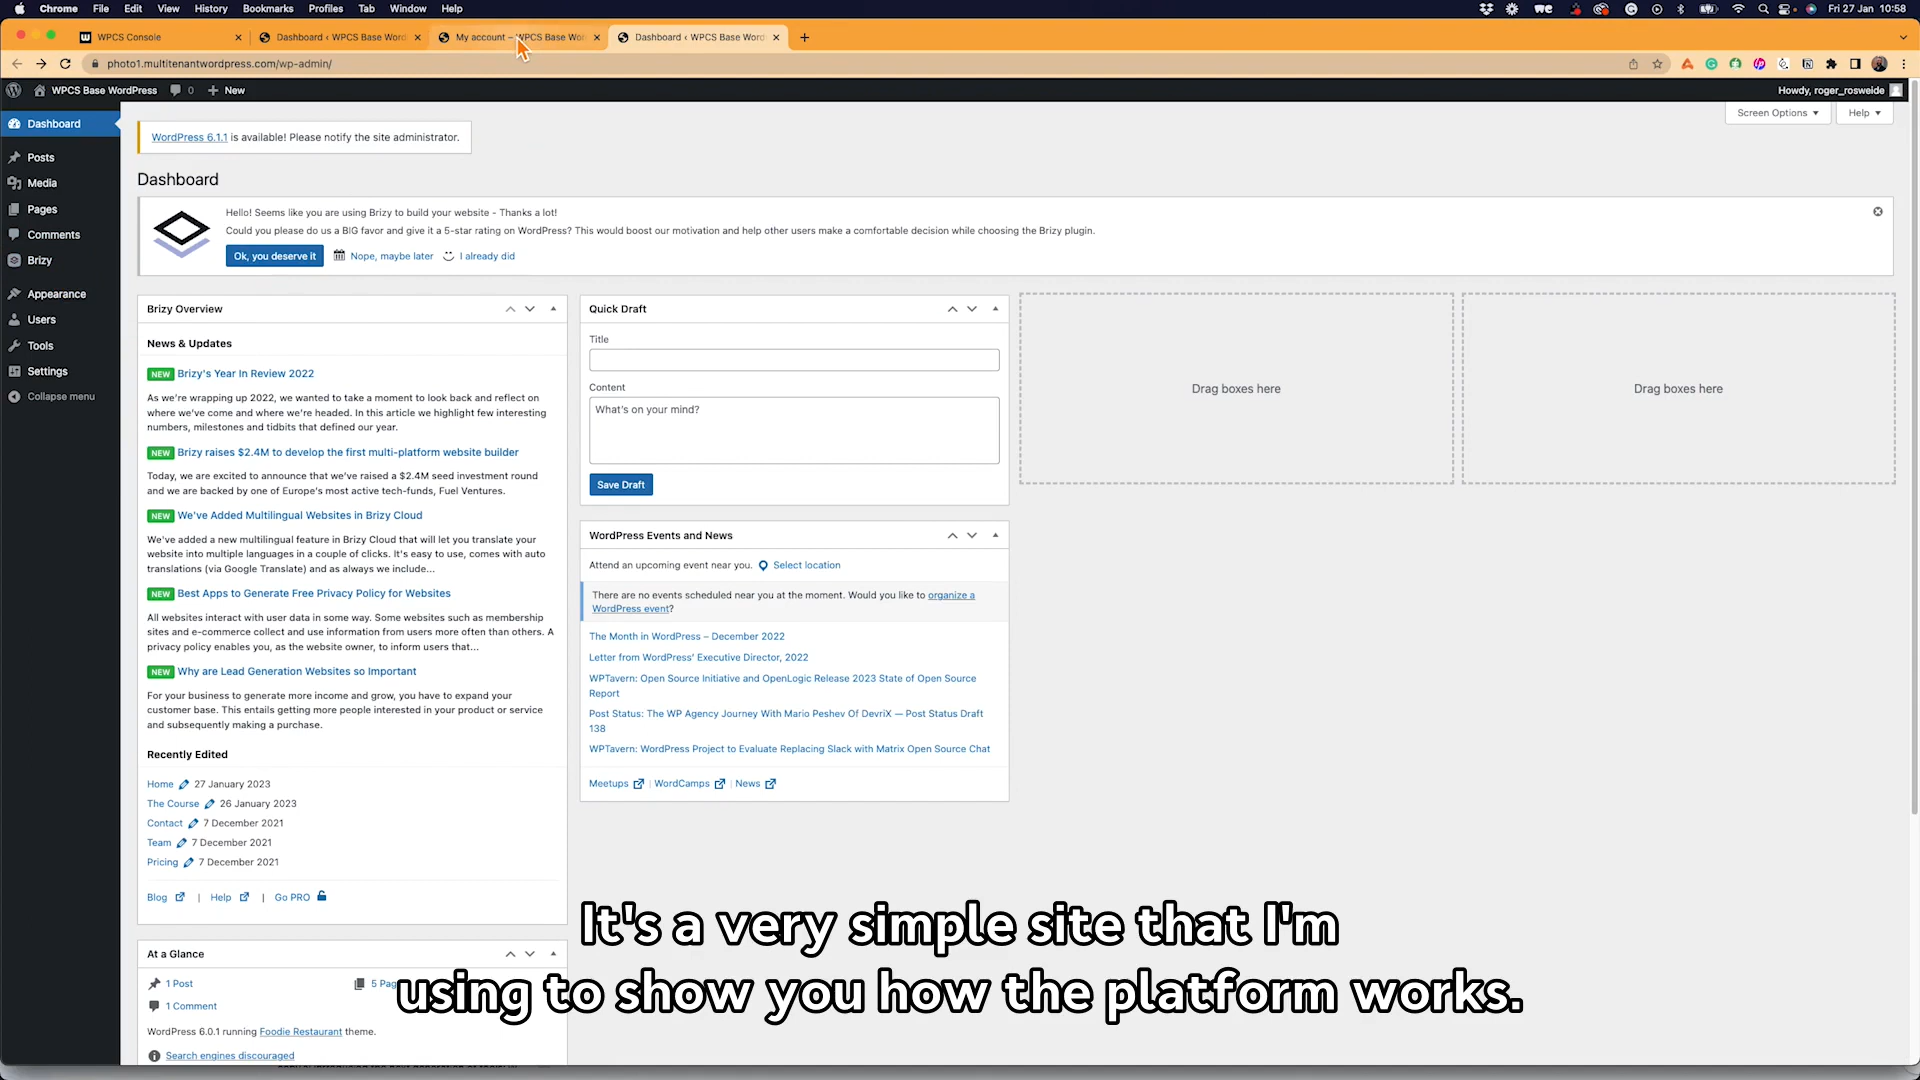 Chrome File Edit View History Bookmarks Profiles Tab Window Help Fri 27 Jan 10:58
WPCS Console Dashboard ‹ WPCS Base Word My account – WPCS Base Wor Dashboard ‹ WPCS Base Word
photo1.multitenantwordpress.com/wp-admin/
WPCS Base WordPress 0 New Howdy, roger_rosweide
Screen Options Help
Dashboard
Posts
Media
Pages
Comments
Brizy
Appearance
Users
Tools
Settings
Collapse menu
WordPress 6.1.1 is available! Please notify the site administrator.
Dashboard
Hello! Seems like you are using Brizy to build your website - Thanks a lot!
Could you please do us a BIG favor and give it a 5-star rating on WordPress? This would boost our motivation and help other users make a comfortable decision while choosing the Brizy plugin.
Ok, you deserve it Nope, maybe later I already did
Brizy Overview
News & Updates
NEW Brizy's Year In Review 2022
As we're wrapping up 2022, we wanted to take a moment to look back and reflect on
where we've come and where we're headed. In this article we highlight few interesting
numbers, milestones and tidbits that defined our year.
NEW Brizy raises $2.4M to develop the first multi-platform website builder
Today, we are excited to announce that we've raised a $2.4M seed investment round
and we are backed by one of Europe's most active tech-funds, Fuel Ventures.
NEW We've Added Multilingual Websites in Brizy Cloud
We've added a new multilingual feature in Brizy Cloud that will let you translate your
website into multiple languages in a couple of clicks. It's easy to use, comes with auto
translations (via Google Translate) and as always we include…
NEW Best Apps to Generate Free Privacy Policy for Websites
All websites interact with user data in some way. Some websites such as membership
sites and e-commerce collect and use information from users more often than others. A
privacy policy enables you, as the website owner, to inform users that…
NEW Why are Lead Generation Websites so Important
For your business to generate more income and grow, you have to expand your
customer base. This entails getting more people interested in your product or service
and subsequently making a purchase.
Recently Edited
Home 27 January 2023
The Course 26 January 2023
Contact 7 December 2021
Team 7 December 2021
Pricing 7 December 2021
Blog | Help | Go PRO
At a Glance
1 Post 5 Pag
1 Comment
WordPress 6.0.1 running Foodie Restaurant theme.
Search engines discouraged
Quick Draft
Title
Content
What's on your mind?
Save Draft
WordPress Events and News
Attend an upcoming event near you. Select location
There are no events scheduled near you at the moment. Would you like to organize a
WordPress event?
The Month in WordPress – December 2022
Letter from WordPress' Executive Director, 2022
WPTavern: Open Source Initiative and OpenLogic Release 2023 State of Open Source
Report
Post Status: The WP Agency Journey With Mario Peshev Of DevriX — Post Status Draft
138
WPTavern: WordPress Project to Evaluate Replacing Slack with Matrix Open Source Chat
Meetups | WordCamps | News
Drag boxes here
Drag boxes here
It's a very simple site that I'm
using to show you how the platform works.